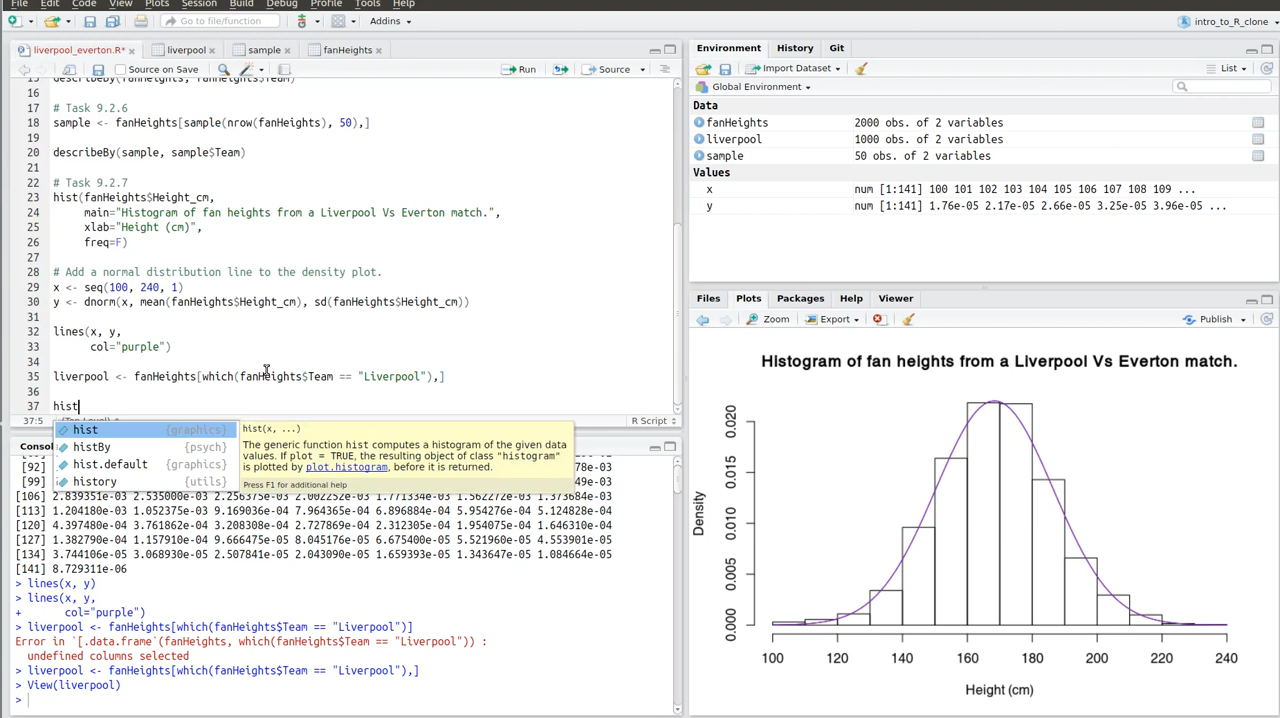 File Edit Code View Plots Session Build Debug Profile Tools Help
Go to file/function
Addins
intro_to_R_clone
liverpool_everton.R*
liverpool
sample
fanHeights
Source on Save
Run
Source
16
17 # Task 9.2.6
18 sample <- fanHeights[sample(nrow(fanHeights), 50),]
19
20 describeBy(sample, sample$Team)
21
22 # Task 9.2.7
23 hist(fanHeights$Height_cm,
24 main="Histogram of fan heights from a Liverpool Vs Everton match.",
25 xlab="Height (cm)",
26 freq=F)
27
28 # Add a normal distribution line to the density plot.
29 x <- seq(100, 240, 1)
30 y <- dnorm(x, mean(fanHeights$Height_cm), sd(fanHeights$Height_cm))
31
32 lines(x, y,
33 col="purple")
34
35 liverpool <- fanHeights[which(fanHeights$Team == "Liverpool"),]
36
37 hist
37:5
R Script
hist {graphics}
histBy {psych}
hist.default {graphics}
history {utils}
hist(x, ...)
The generic function hist computes a histogram of the given data
values. If plot = TRUE, the resulting object of class "histogram"
is plotted by plot.histogram, before it is returned.
Press F1 for additional help
[92]
[99]
[106] 2.839351e-03 2.535000e-03
[113] 1.204180e-03 1.052375e-03 9.169036e-04 7.964365e-04 6.896884e-04 5.954276e-04 5.124828e-04
[120] 4.397480e-04 3.761862e-04 3.208308e-04 2.727869e-04 2.312305e-04 1.954075e-04 1.646310e-04
[127] 1.382790e-04 1.157910e-04 9.666475e-05 8.045176e-05 6.675400e-05 5.521960e-05 4.553901e-05
[134] 3.744106e-05 3.068930e-05 2.507841e-05 2.043090e-05 1.659393e-05 1.343647e-05 1.084664e-05
[141] 8.729311e-06
> lines(x, y)
> lines(x, y,
+ col="purple")
> liverpool <- fanHeights[which(fanHeights$Team == "Liverpool")]
Error in `[.data.frame`(fanHeights, which(fanHeights$Team == "Liverpool")) :
undefined columns selected
> liverpool <- fanHeights[which(fanHeights$Team == "Liverpool"),]
> View(liverpool)
>
Environment History Git
Import Dataset
List
Global Environment
Data
fanHeights 2000 obs. of 2 variables
liverpool 1000 obs. of 2 variables
sample 50 obs. of 2 variables
Values
x num [1:141] 100 101 102 103 104 105 106 107 108 109 ...
y num [1:141] 1.76e-05 2.17e-05 2.66e-05 3.25e-05 3.96e-05 ...
Files Plots Packages Help Viewer
Zoom Export Publish
Histogram of fan heights from a Liverpool Vs Everton match.
Density
0.020
0.015
0.010
0.005
0.000
100 120 140 160 180 200 220 240
Height (cm)